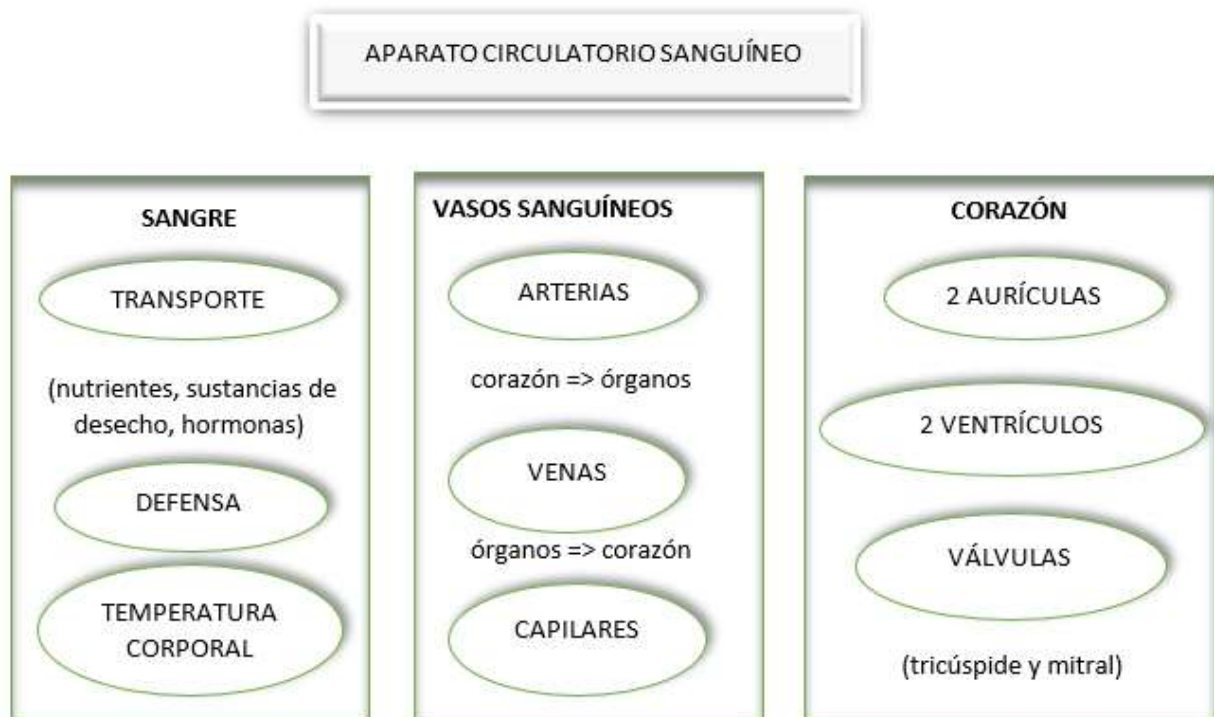 APARATO CIRCULATORIO SANGUÍNEO
SANGRE
TRANSPORTE
(nutrientes, sustancias de
desecho, hormonas)
DEFENSA
TEMPERATURA
CORPORAL
VASOS SANGUÍNEOS
ARTERIAS
corazón => órganos
VENAS
órganos => corazón
CAPILARES
CORAZÓN
2 AURÍCULAS
2 VENTRÍCULOS
VÁLVULAS
(tricúspide y mitral)